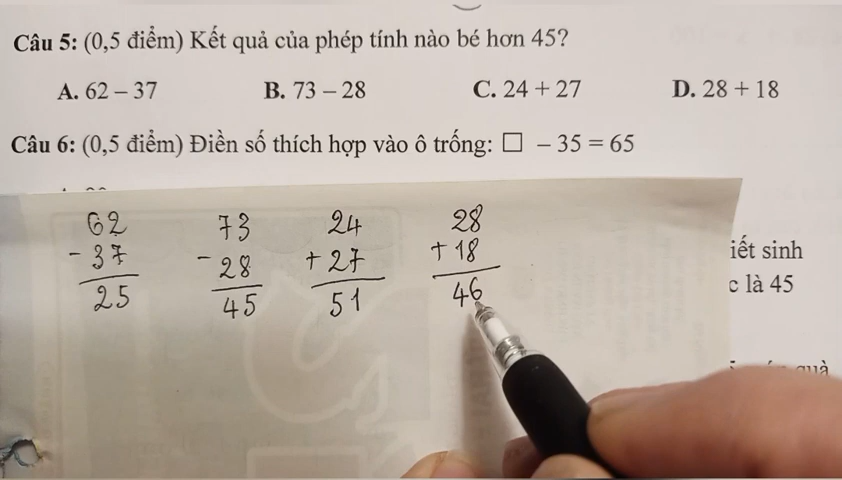 Câu 5: (0,5 điểm) Kết quả của phép tính nào bé hơn 45?
A. 62 – 37 B. 73 – 28 C. 24 + 27 D. 28 + 18
Câu 6: (0,5 điểm) Điền số thích hợp vào ô trống: □ – 35 = 65
62 73 24 28
- 37 - 28 + 27 + 18
25 45 51 46
iết sinh
c là 45
quà